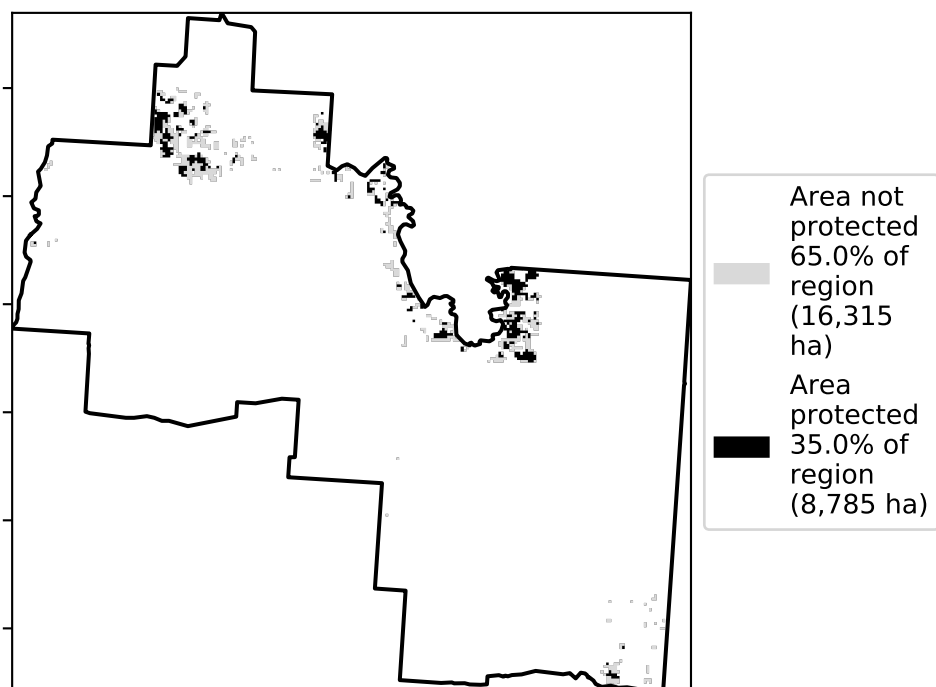 Area not
protected
65.0% of
region
(16,315
ha)
Area
protected
35.0% of
region
(8,785 ha)